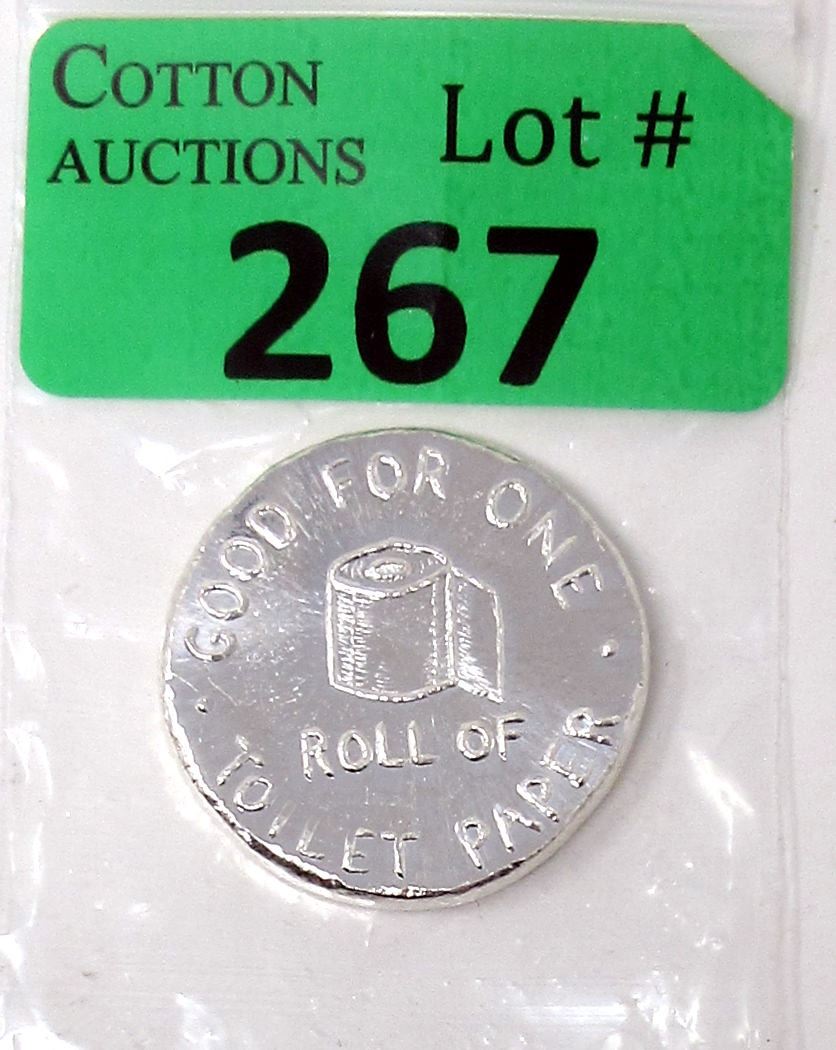 COTTON
AUCTIONS
Lot #
267
GOOD FOR ONE
ROLL OF
TOILET PAPER